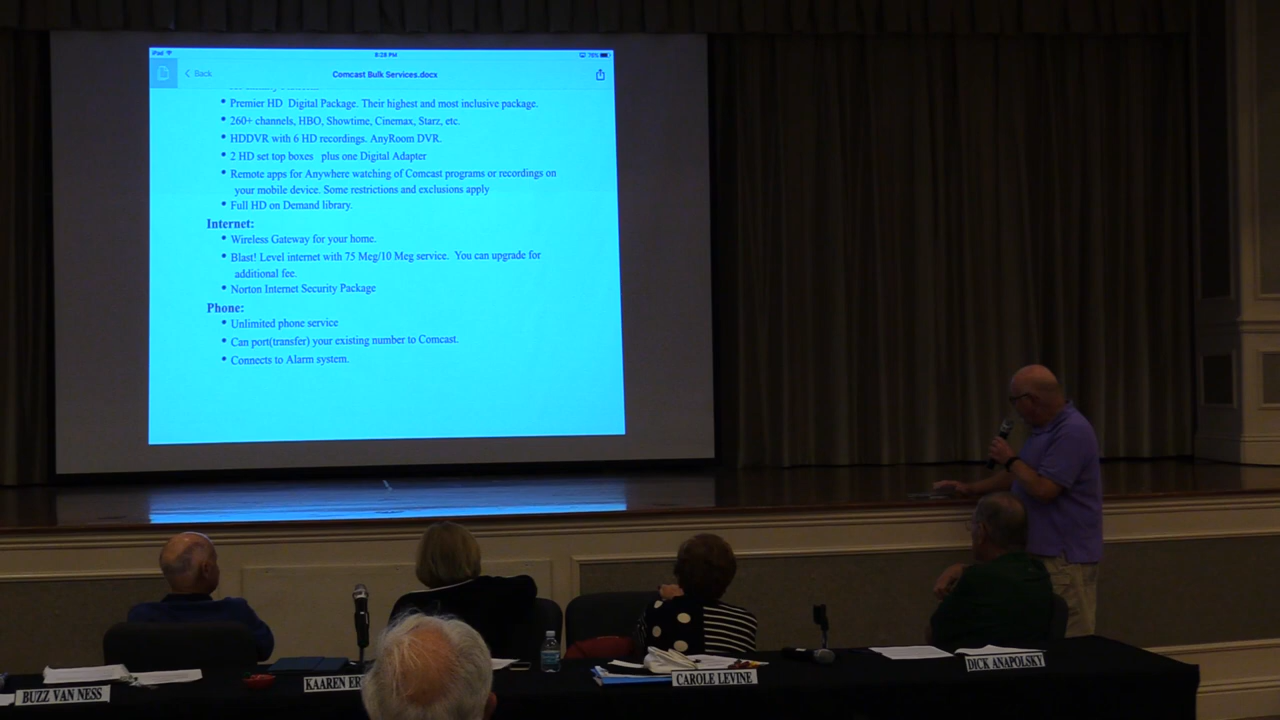 iPad
8:28 PM
76%
Back
Comcast Bulk Services.docx
Premier HD Digital Package. Their highest and most inclusive package.
260+ channels, HBO, Showtime, Cinemax, Starz, etc.
HDDVR with 6 HD recordings. AnyRoom DVR.
2 HD set top boxes plus one Digital Adapter
Remote apps for Anywhere watching of Comcast programs or recordings on
your mobile device. Some restrictions and exclusions apply
Full HD on Demand library.
Internet:
Wireless Gateway for your home.
Blast! Level internet with 75 Meg/10 Meg service. You can upgrade for
additional fee.
Norton Internet Security Package
Phone:
Unlimited phone service
Can port(transfer) your existing number to Comcast.
Connects to Alarm system.
BUZZ VAN NESS
KAAREN
CAROLE LEVINE
DICK ANAPOLSKY